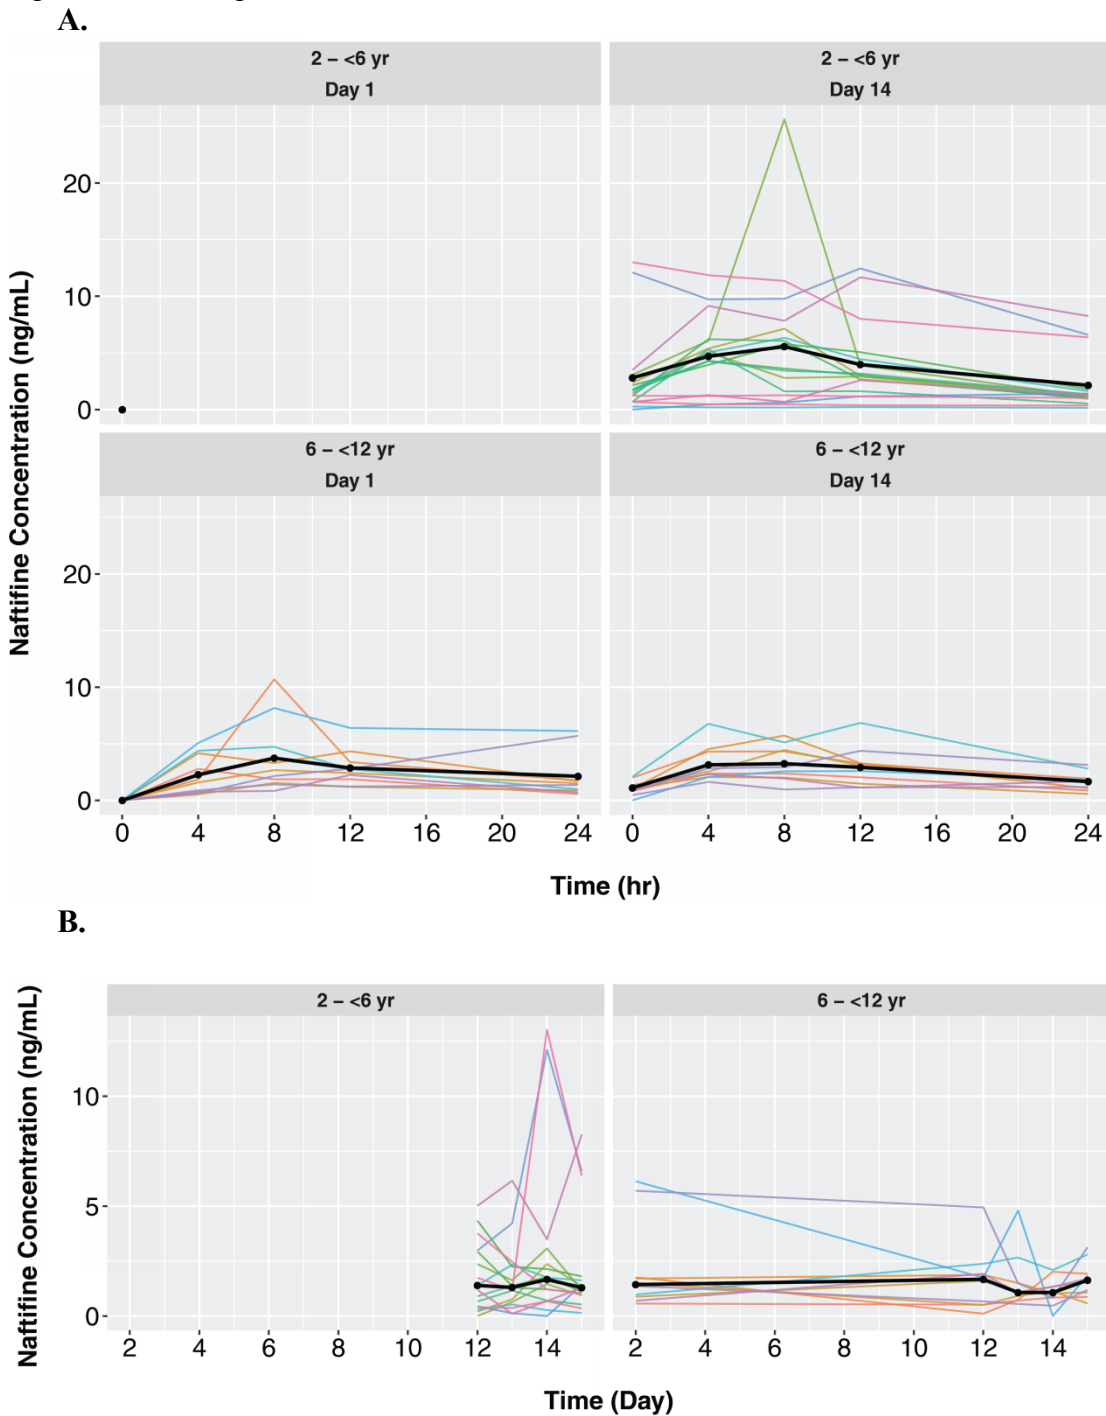 A.
2 – <6 yr
Day 1
2 – <6 yr
Day 14
20
10
0
6 – <12 yr
Day 1
6 – <12 yr
Day 14
20
10
0
Naftifine Concentration (ng/mL)
0 4 8 12 16 20 24 0 4 8 12 16 20 24
Time (hr)
B.
2 – <6 yr 6 – <12 yr
10
5
0
Naftifine Concentration (ng/mL)
2 4 6 8 10 12 14 2 4 6 8 10 12 14
Time (Day)